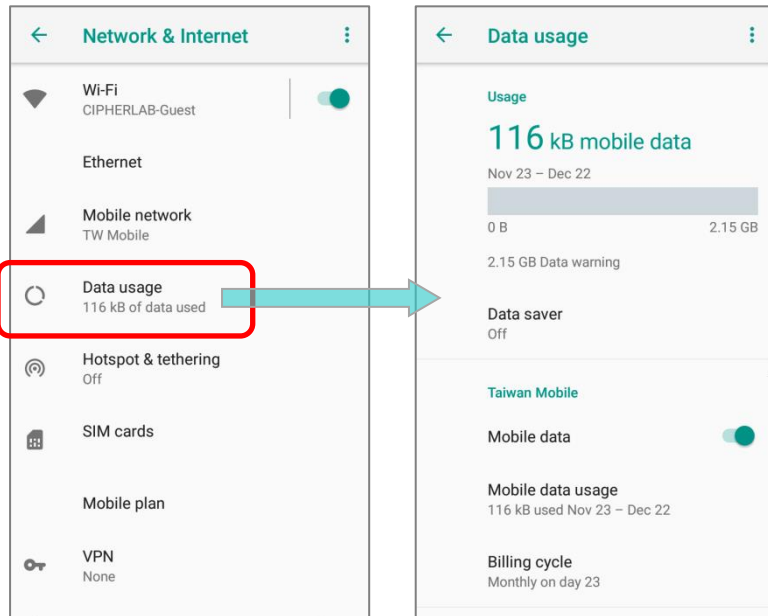 Network & Internet
Wi-Fi
CIPHERLAB-Guest
Ethernet
Mobile network
TW Mobile
Data usage
116 kB of data used
Hotspot & tethering
Off
SIM cards
Mobile plan
VPN
None
Data usage
Usage
116 kB mobile data
Nov 23 – Dec 22
0 B 2.15 GB
2.15 GB Data warning
Data saver
Off
Taiwan Mobile
Mobile data
Mobile data usage
116 kB used Nov 23 – Dec 22
Billing cycle
Monthly on day 23